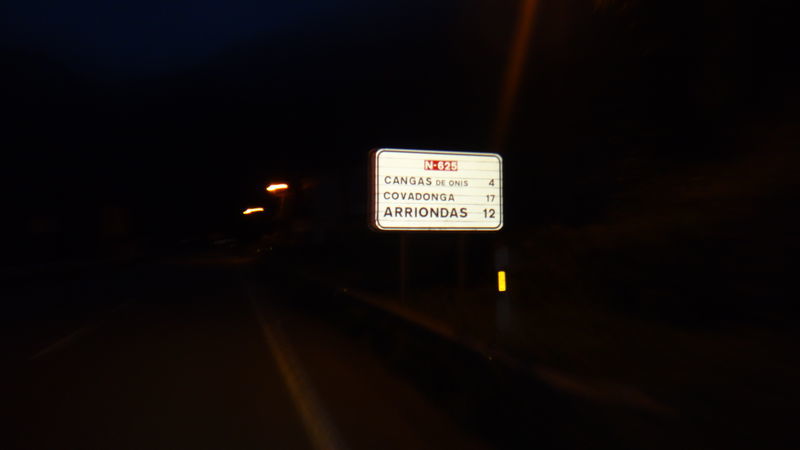 N-625
CANGAS DE ONIS 4
COVADONGA 17
ARRIONDAS 12